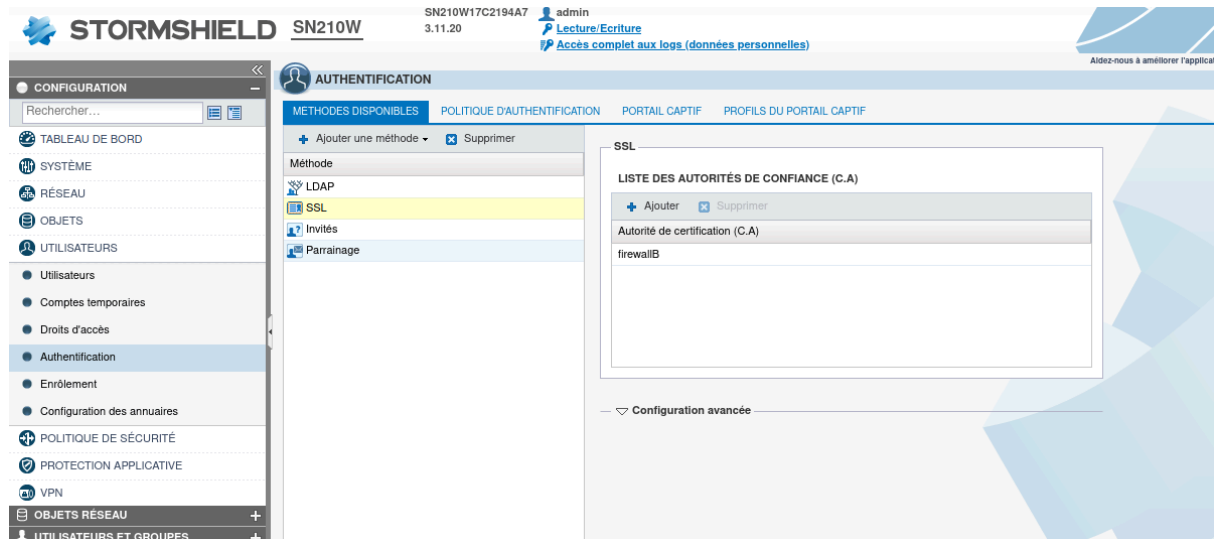 STORMSHIELD SN210W
SN210W17C2194A7
3.11.20
admin
Lecture/Ecriture
Accès complet aux logs (données personnelles)
Aidez-nous à améliorer l'applicat
CONFIGURATION
Rechercher...
TABLEAU DE BORD
SYSTÈME
RÉSEAU
OBJETS
UTILISATEURS
Utilisateurs
Comptes temporaires
Droits d'accès
Authentification
Enrôlement
Configuration des annuaires
POLITIQUE DE SÉCURITÉ
PROTECTION APPLICATIVE
VPN
OBJETS RÉSEAU
UTILISATEURS ET GROUPES
AUTHENTIFICATION
MÉTHODES DISPONIBLES POLITIQUE D'AUTHENTIFICATION PORTAIL CAPTIF PROFILS DU PORTAIL CAPTIF
Ajouter une méthode Supprimer
Méthode
LDAP
SSL
Invités
Parrainage
SSL
LISTE DES AUTORITÉS DE CONFIANCE (C.A)
Ajouter Supprimer
Autorité de certification (C.A)
firewallB
Configuration avancée